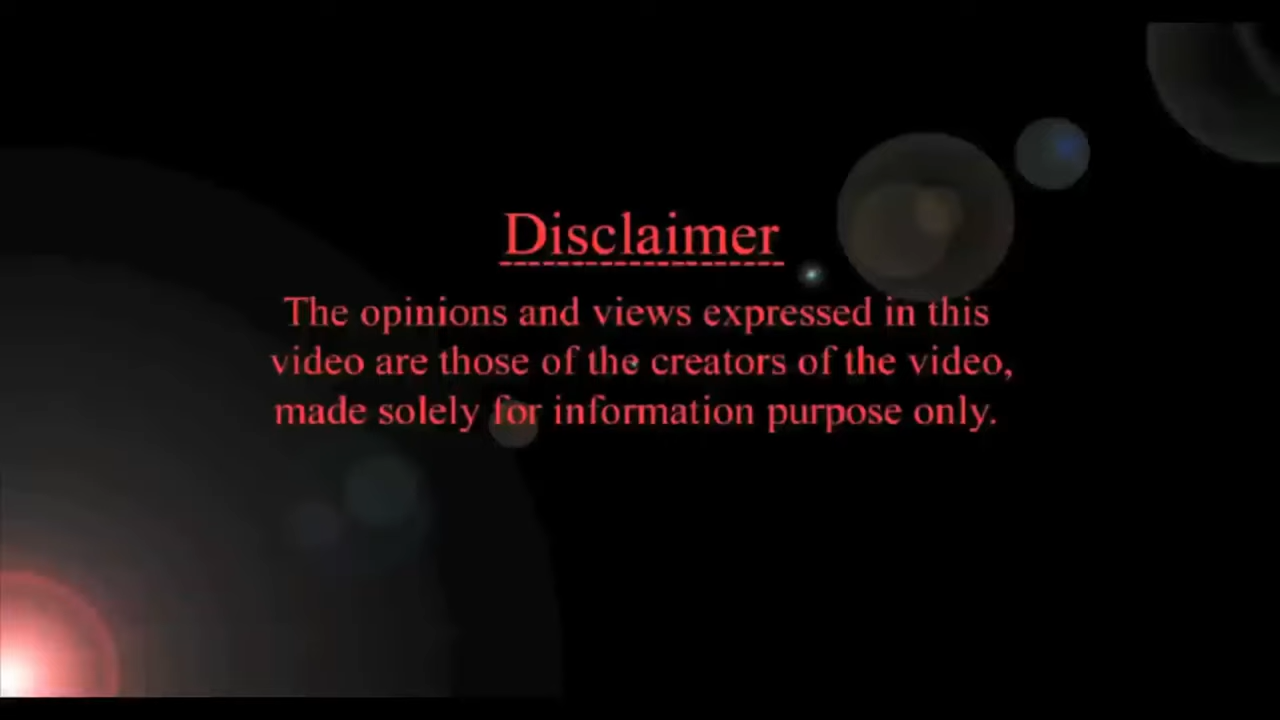 Disclaimer
The opinions and views expressed in this
video are those of the creators of the video,
made solely for information purpose only.